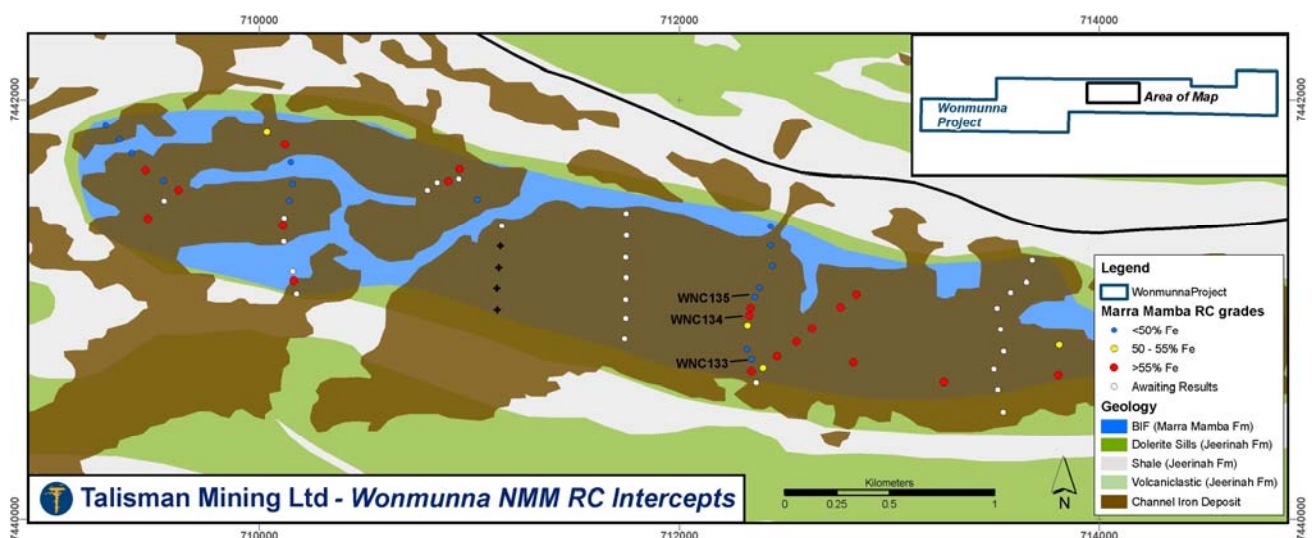 710000
712000
714000
7442000
7442000
Wonmunna
Project
Area of Map
WNC135
WNC134
WNC133
Legend
WonmunnaProject
Marra Mamba RC grades
<50% Fe
50 - 55% Fe
>55% Fe
Awaiting Results
Geology
BIF (Marra Mamba Fm)
Dolerite Sills (Jeerinah Fm)
Shale (Jeerinah Fm)
Volcaniclastic (Jeerinah Fm)
Channel Iron Deposit
Talisman Mining Ltd - Wonmunna NMM RC Intercepts
Kilometers
0 0.25 0.5 1
N
7440000
7440000
710000
712000
714000